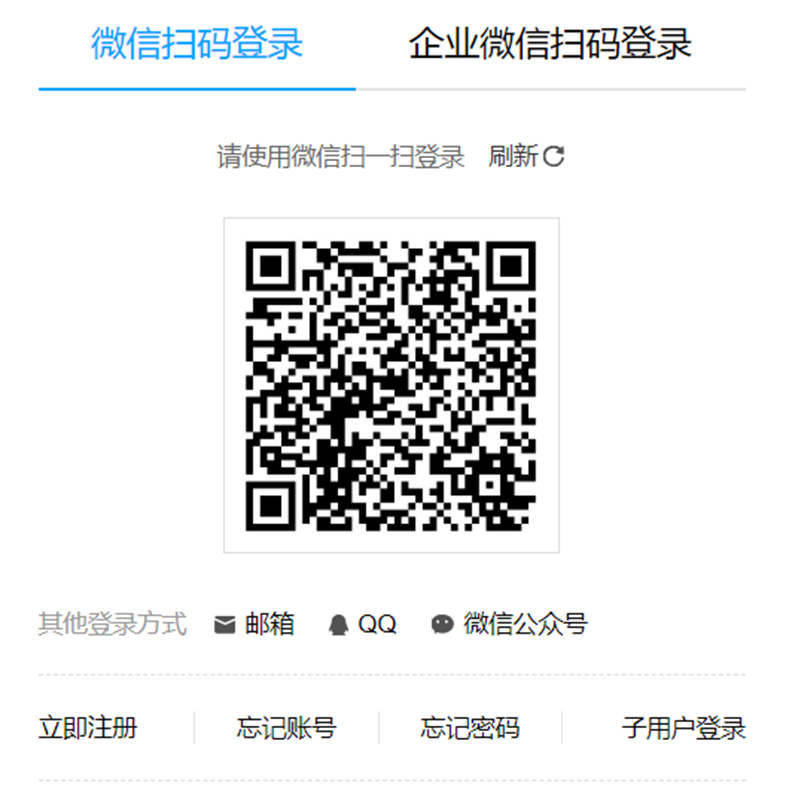 微信扫码登录 企业微信扫码登录
请使用微信扫一扫登录 刷新
其他登录方式 邮箱 QQ 微信公众号
立即注册 忘记账号 忘记密码 子用户登录